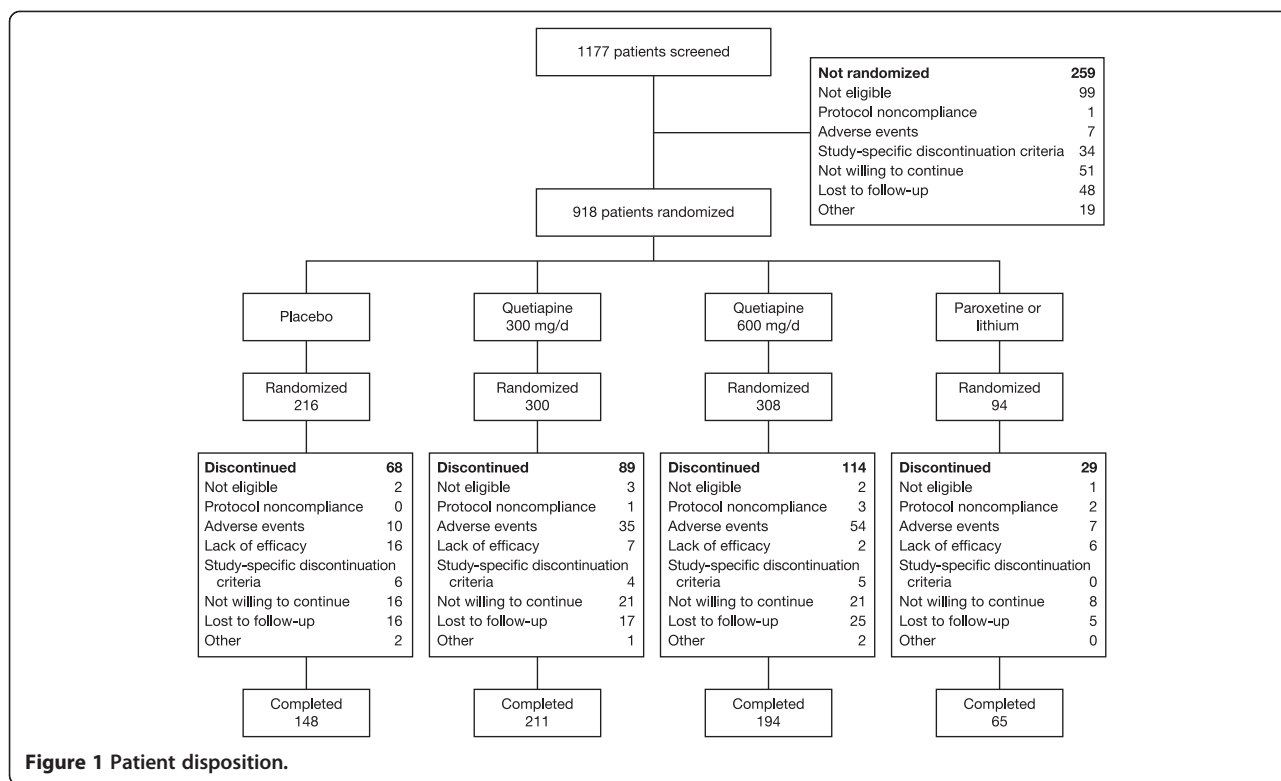 1177 patients screened
Not randomized 259
Not eligible 99
Protocol noncompliance 1
Adverse events 7
Study-specific discontinuation criteria 34
Not willing to continue 51
Lost to follow-up 48
Other 19
918 patients randomized
Placebo
Quetiapine
300 mg/d
Quetiapine
600 mg/d
Paroxetine or
lithium
Randomized
216
Randomized
300
Randomized
308
Randomized
94
Discontinued 68
Not eligible 2
Protocol noncompliance 0
Adverse events 10
Lack of efficacy 16
Study-specific discontinuation
criteria 6
Not willing to continue 16
Lost to follow-up 16
Other 2
Discontinued 89
Not eligible 3
Protocol noncompliance 1
Adverse events 35
Lack of efficacy 7
Study-specific discontinuation
criteria 4
Not willing to continue 21
Lost to follow-up 17
Other 1
Discontinued 114
Not eligible 2
Protocol noncompliance 3
Adverse events 54
Lack of efficacy 2
Study-specific discontinuation
criteria 5
Not willing to continue 21
Lost to follow-up 25
Other 2
Discontinued 29
Not eligible 1
Protocol noncompliance 2
Adverse events 7
Lack of efficacy 6
Study-specific discontinuation
criteria 0
Not willing to continue 8
Lost to follow-up 5
Other 0
Completed
148
Completed
211
Completed
194
Completed
65
Figure 1 Patient disposition.